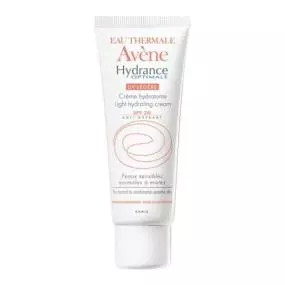 EAU THERMALE
Avène
Hydrance
OPTIMALE
UV LÉGÈRE
Crème hydratante
Light hydrating cream
SPF 20
Peaux sensibles
normales à mixtes
PARIS